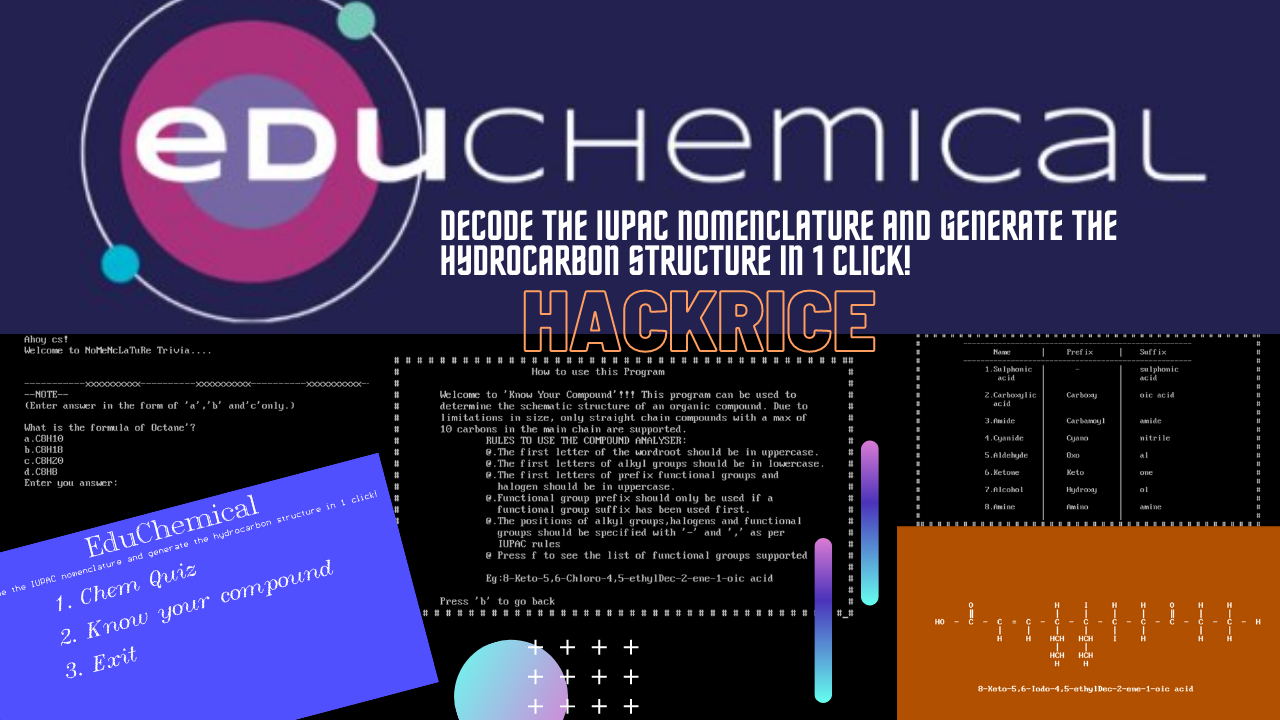 eDUCHemiCaL
DECODE THE IUPAC NOMENCLATURE AND GENERATE THE
HYDROCARBON STRUCTURE IN 1 CLICK!
HACKRICE
Ahoy cs!
Welcome to NoMeNcLaTuRe Trivia....
-----------xxxxxxxxxx----------xxxxxxxxxx----------xxxxxxxxxx--
--NOTE--
(Enter answer in the form of 'a','b' and'c'only.)
What is the formula of Octane'?
a.C8H10
b.C8H18
c.C8H20
d.C8H8
Enter you answer:
EduChemical
e the IUPAC nomenclature and generate the hydrocarbon structure in 1 click!
1. Chem Quiz
2. Know your compound
3. Exit
How to use this Program
Welcome to 'Know Your Compound'!!! This program can be used to
determine the schematic structure of an organic compound. Due to
limitations in size, only straight chain compounds with a max of
10 carbons in the main chain are supported.
RULES TO USE THE COMPOUND ANALYSER:
@.The first letter of the wordroot should be in uppercase.
@.The first letters of alkyl groups should be in lowercase.
@.The first letters of prefix functional groups and
halogen should be in uppercase.
@.Functional group prefix should only be used if a
functional group suffix has been used first.
@.The positions of alkyl groups,halogens and functional
groups should be specified with '-' and ',' as per
IUPAC rules
@ Press f to see the list of functional groups supported
Eg:8-Keto-5,6-Chloro-4,5-ethylDec-2-ene-1-oic acid
Press 'b' to go back
Name | Prefix | Suffix
1.Sulphonic - sulphonic
acid acid
2.Carboxylic Carboxy oic acid
acid
3.Amide Carbamoyl amide
4.Cyanide Cyano nitrile
5.Aldehyde Oxo al
6.Ketone Keto one
7.Alcohol Hydroxy ol
8.Amine Amino amine
O H I H H O H H
HO - C - C = C - C - C - C - C - C - C - C - H
H H HCH HCH I H H H
HCH HCH
H H
8-Keto-5,6-Iodo-4,5-ethylDec-2-ene-1-oic acid